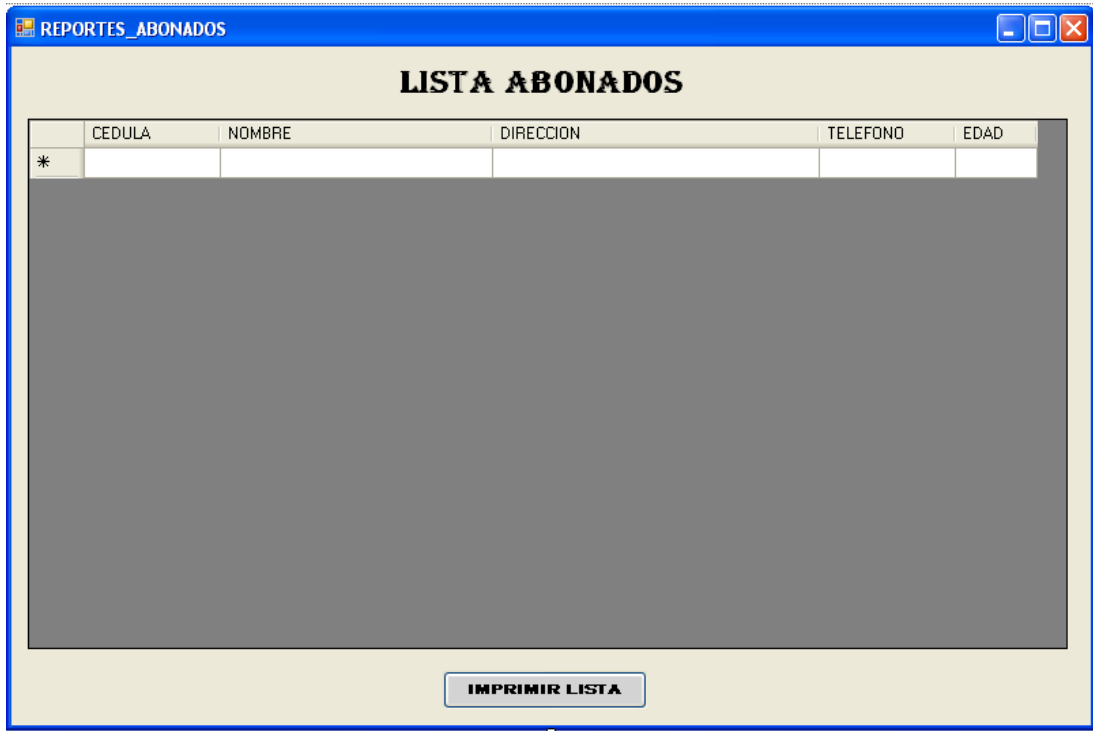 REPORTES_ABONADOS
LISTA ABONADOS
CEDULA NOMBRE DIRECCION TELEFONO EDAD
*
IMPRIMIR LISTA